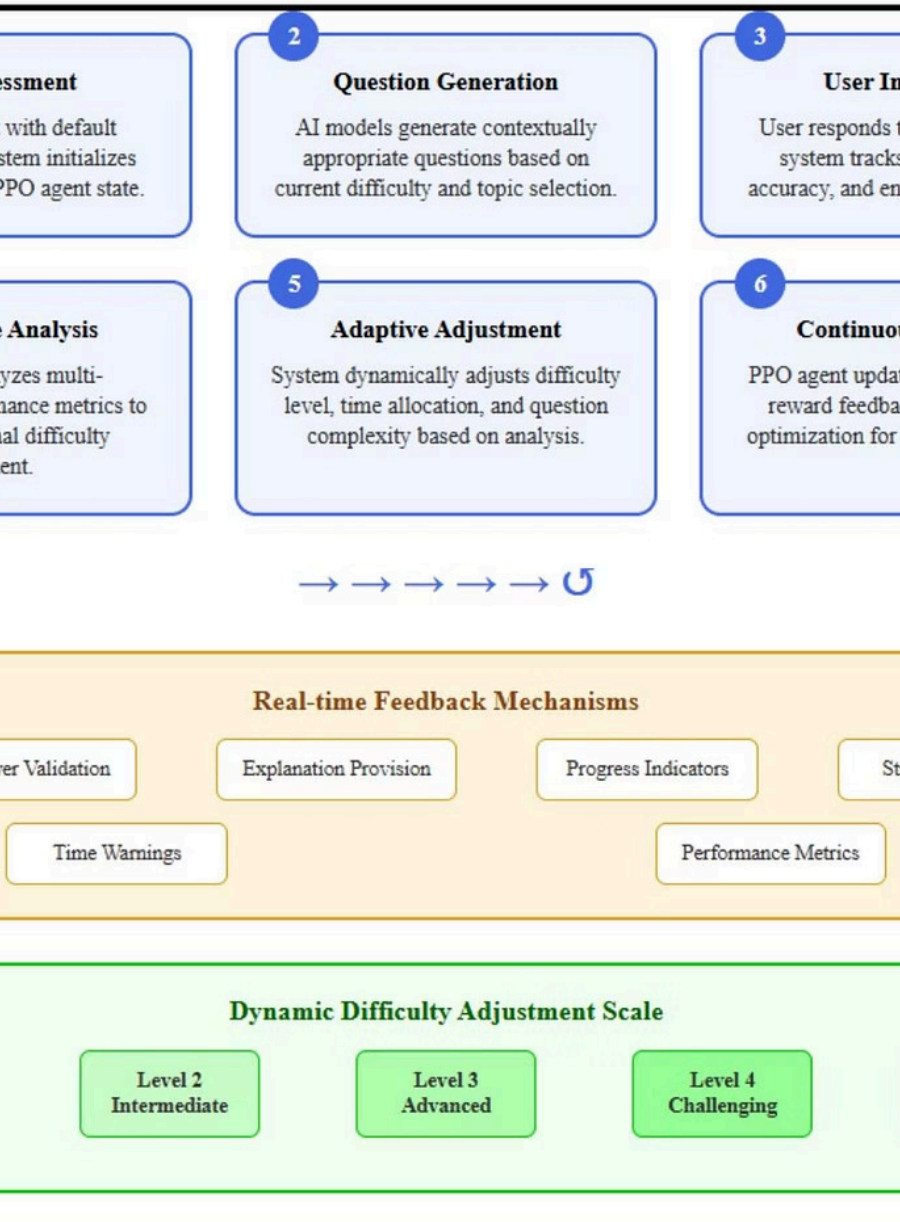 2
3
essment
Question Generation
User In
with default
stem initializes
PPO agent state.
AI models generate contextually
appropriate questions based on
current difficulty and topic selection.
User responds t
system tracks
accuracy, and en
5
6
e Analysis
Adaptive Adjustment
Continuou
yzes multi-
nance metrics to
nal difficulty
ent.
System dynamically adjusts difficulty
level, time allocation, and question
complexity based on analysis.
PPO agent updat
reward feedba
optimization for
→ → → → → ↺
Real-time Feedback Mechanisms
er Validation
Explanation Provision
Progress Indicators
St
Time Warnings
Performance Metrics
Dynamic Difficulty Adjustment Scale
Level 2
Intermediate
Level 3
Advanced
Level 4
Challenging